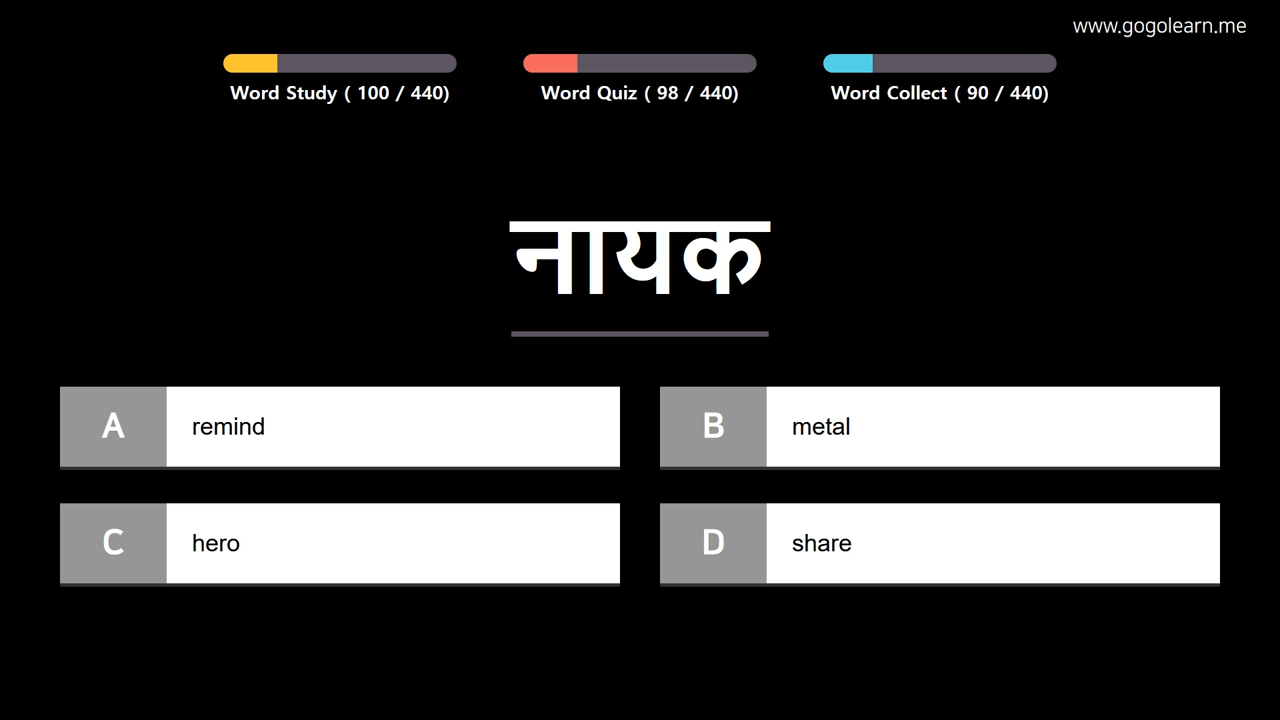 www.gogolearn.me
Word Study ( 100 / 440)
Word Quiz ( 98 / 440)
Word Collect ( 90 / 440)
नायक
A remind
B metal
C hero
D share